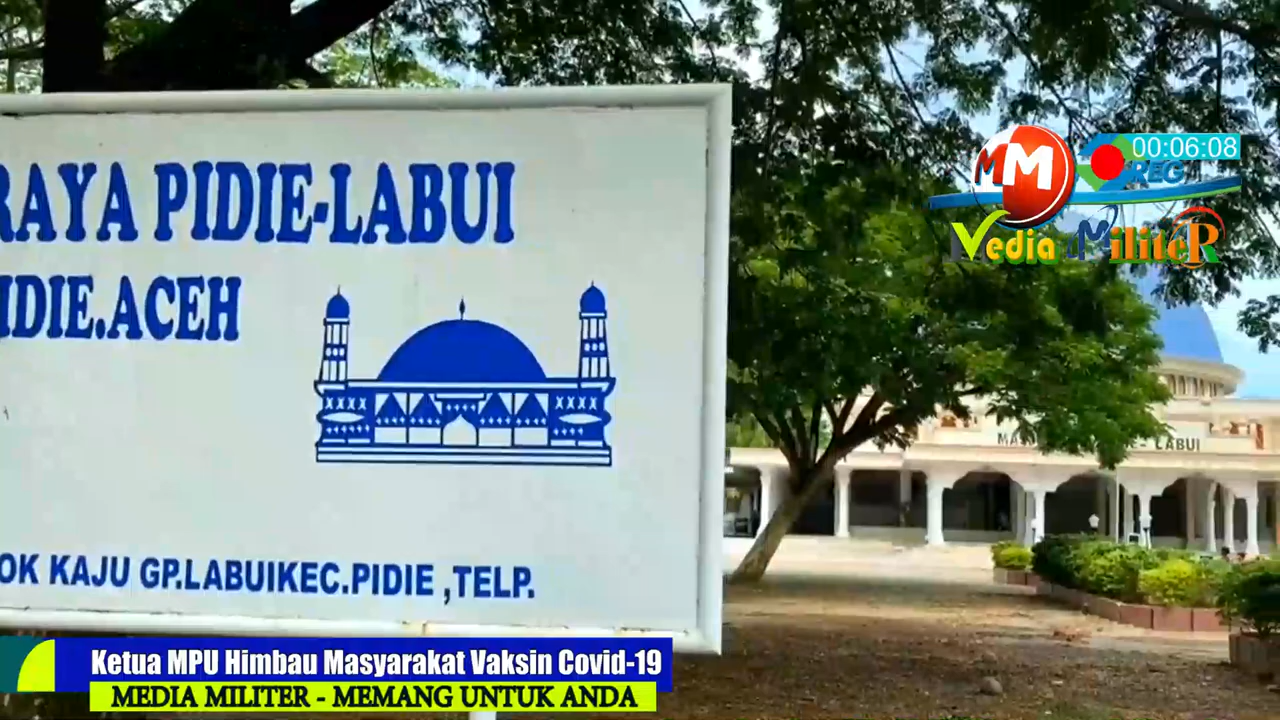 RAYA PIDIE-LABUI
IDIE.ACEH
OK KAJU GP.LABUIKEC.PIDIE ,TELP.
00:06:08
MM
REG
Media Militer
LABUI
Ketua MPU Himbau Masyarakat Vaksin Covid-19
MEDIA MILITER - MEMANG UNTUK ANDA